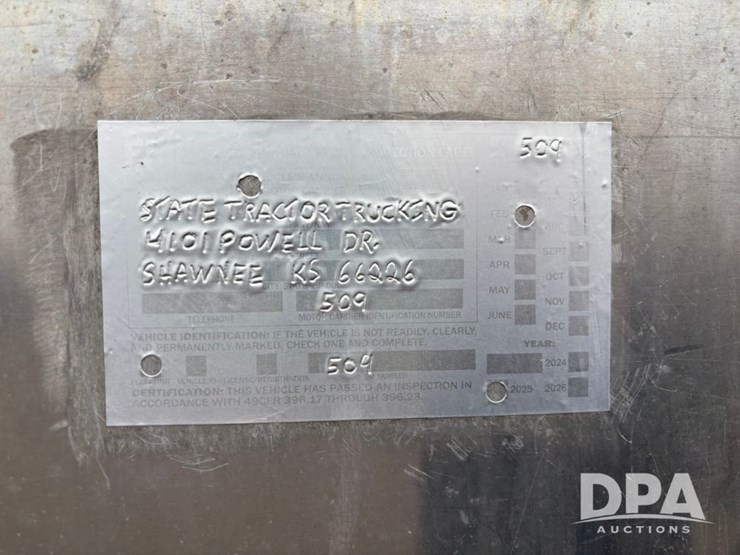 509
STATE TRACTOR TRUCKING
4101 POWELL DR.
SHAWNEE KS 66226
509
FEB
MCH
APR
MAY
JUNE
SEPT
OCT
NOV
DEC
TELEPHONE
MOTOR CARRIER IDENTIFICATION NUMBER
VEHICLE IDENTIFICATION: IF THE VEHICLE IS NOT READILY, CLEARLY,
AND PERMANENTLY MARKED, CHECK ONE AND COMPLETE.
YEAR:
509
2024
2025 2026
CERTIFICATION: THIS VEHICLE HAS PASSED AN INSPECTION IN
ACCORDANCE WITH 49CFR 396.17 THROUGH 396.23.
DPA
AUCTIONS